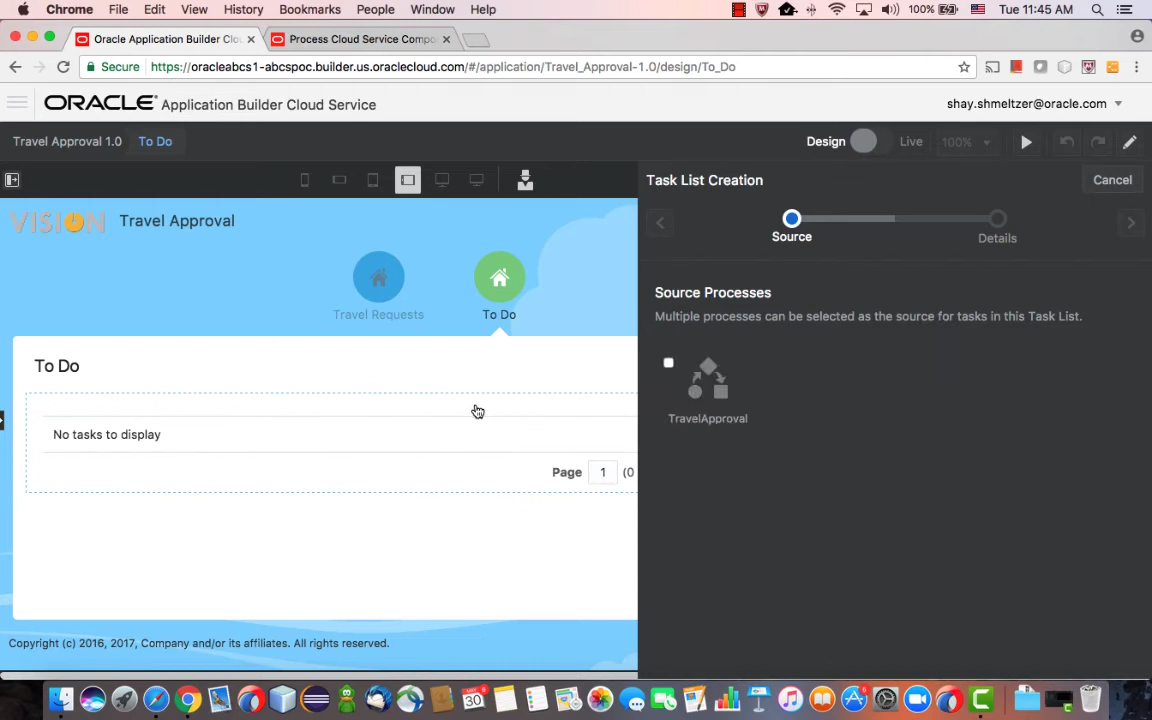 Chrome File Edit View History Bookmarks People Window Help 100% Tue 11:45 AM
Oracle Application Builder Clou × Process Cloud Service Compo ×
Secure https://oracleabcs1-abcspoc.builder.us.oraclecloud.com/#/application/Travel_Approval-1.0/design/To_Do
ORACLE® Application Builder Cloud Service shay.shmeltzer@oracle.com
Travel Approval 1.0 To Do Design Live 100%
Task List Creation Cancel
VISION Travel Approval
Source Details
Travel Requests To Do
Source Processes
Multiple processes can be selected as the source for tasks in this Task List.
To Do
TravelApproval
No tasks to display
Page 1 (0
Copyright (c) 2016, 2017, Company and/or its affiliates. All rights reserved.
30